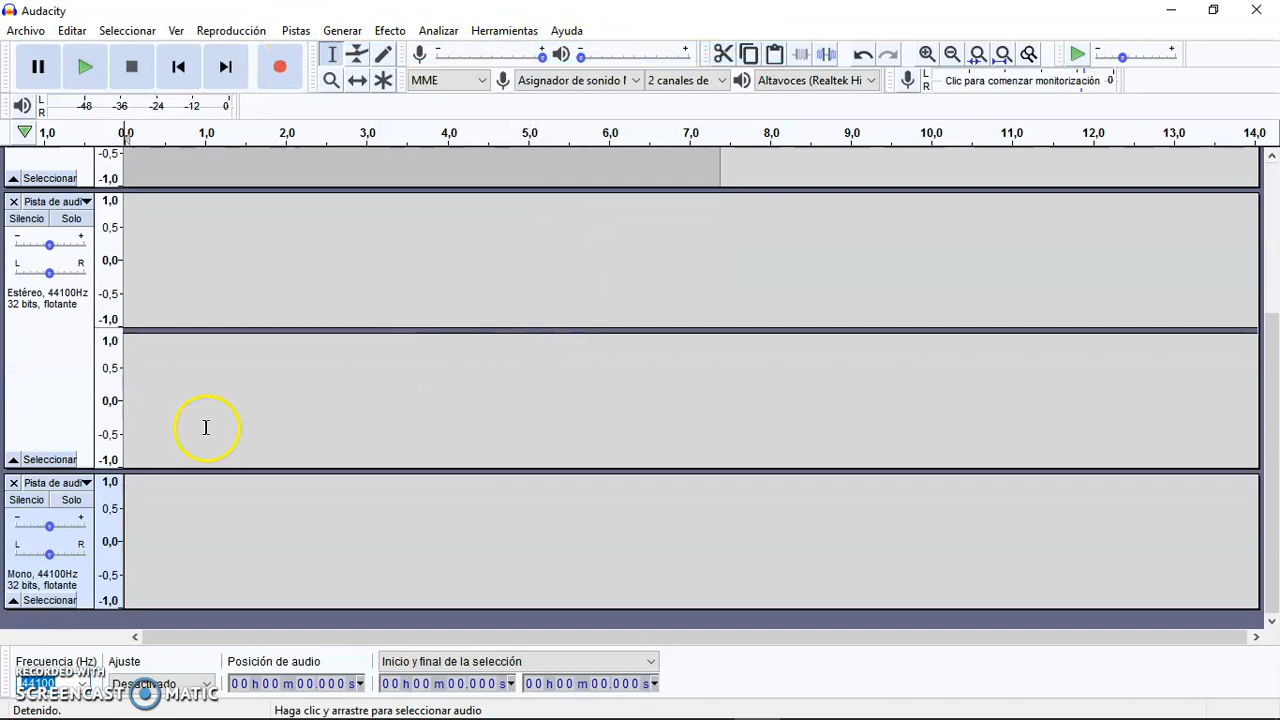 Audacity
Archivo Editar Seleccionar Ver Reproducción Pistas Generar Efecto Analizar Herramientas Ayuda
MME Asignador de sonido M 2 canales de Altavoces (Realtek Hi L R Clic para comenzar monitorización 0
L R -48 -36 -24 -12 0
1,0 0,0 1,0 2,0 3,0 4,0 5,0 6,0 7,0 8,0 9,0 10,0 11,0 12,0 13,0 14,0
-0,5
Seleccionar -1,0
Pista de audi 1,0
Silencio Solo
- + 0,5
L R 0,0
Estéreo, 44100Hz -0,5
32 bits, flotante
-1,0
1,0
0,5
0,0
-0,5
Seleccionar -1,0
Pista de audi 1,0
Silencio Solo 0,5
- +
L R 0,0
Mono, 44100Hz -0,5
32 bits, flotante
Seleccionar -1,0
Frecuencia (Hz) Ajuste Posición de audio Inicio y final de la selección
44100 Desactivado 00 h 00 m 00.000 s 00 h 00 m 00.000 s 00 h 00 m 00.000 s
RECORDED WITH
SCREENCAST MATIC
Detenido. Haga clic y arrastre para seleccionar audio